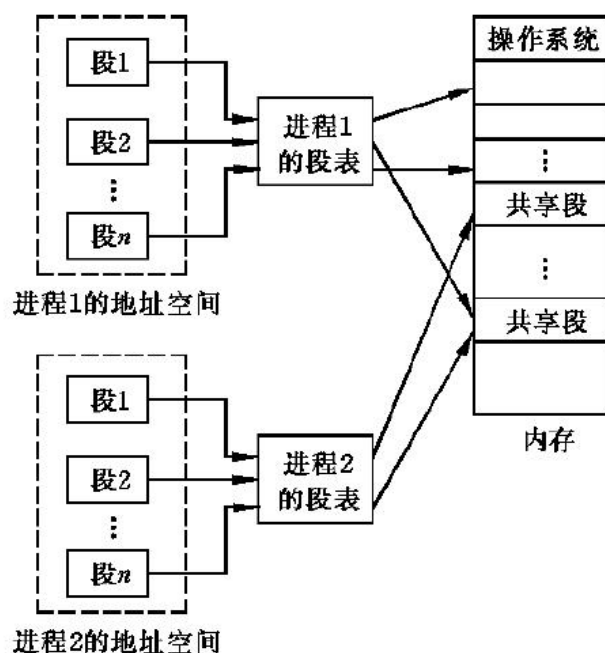 段1
段2
⋮
段n
进程1的地址空间
进程1
的段表
段1
段2
⋮
段n
进程2的地址空间
进程2
的段表
操作系统
⋮
共享段
⋮
共享段
内存